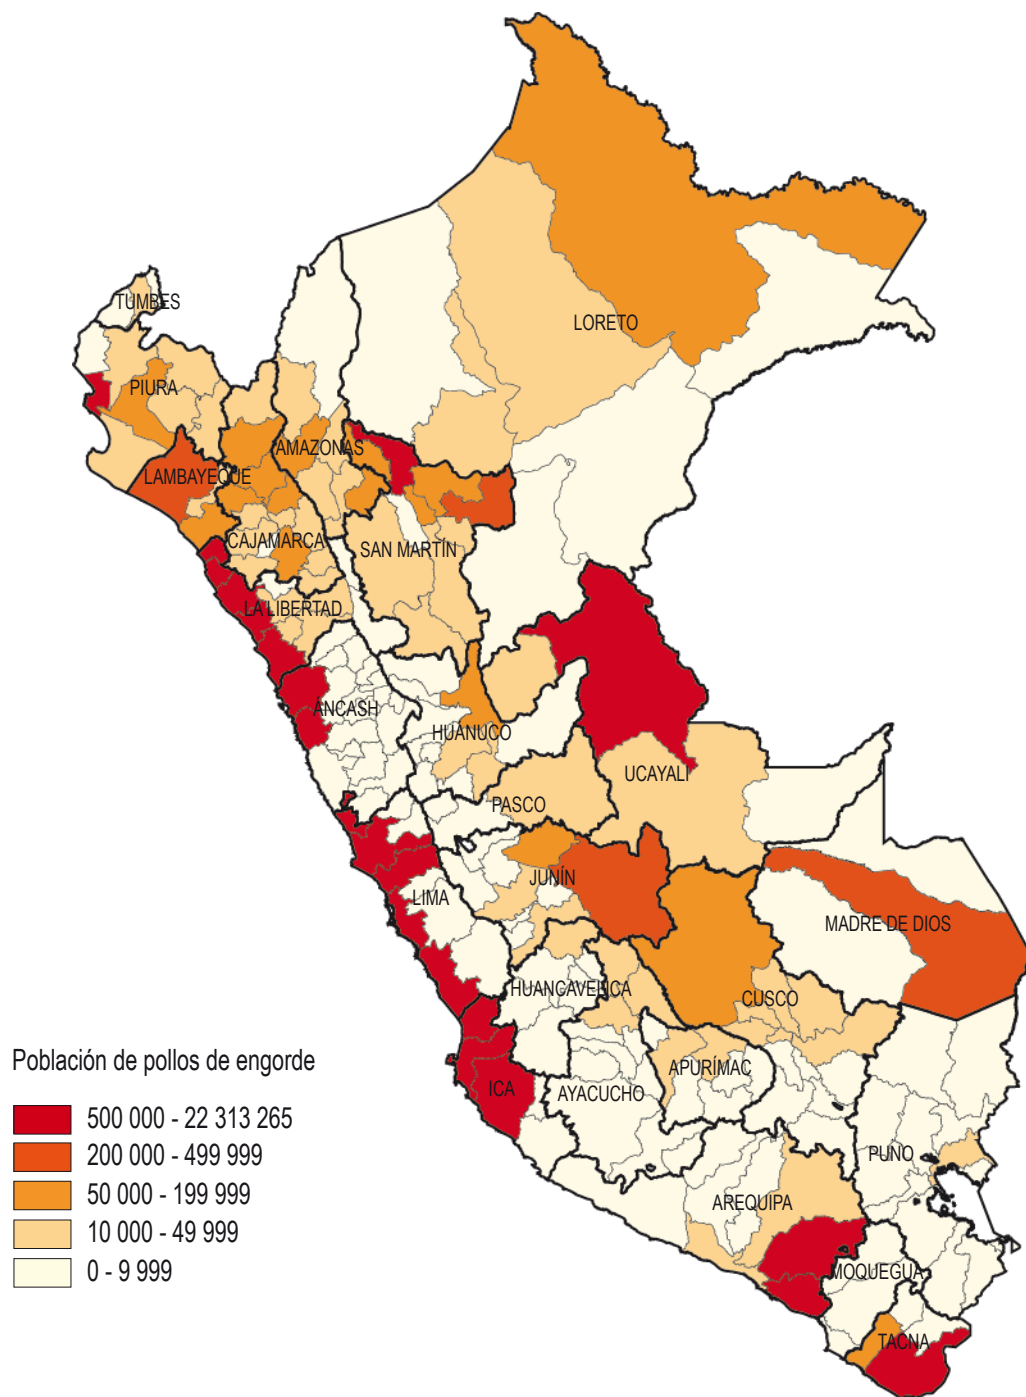 TUMBES
LORETO
PIURA
AMAZONAS
LAMBAYEQUE
CAJAMARCA
SAN MARTÍN
LA LIBERTAD
ANCASH
HUANUCO
UCAYALI
PASCO
JUNÍN
LIMA
MADRE DE DIOS
HUANCAVELICA
CUSCO
Población de pollos de engorde
APURÍMAC
ICA
AYACUCHO
500 000 - 22 313 265
200 000 - 499 999
PUNO
50 000 - 199 999
AREQUIPA
10 000 - 49 999
0 - 9 999
MOQUEGUA
TACNA